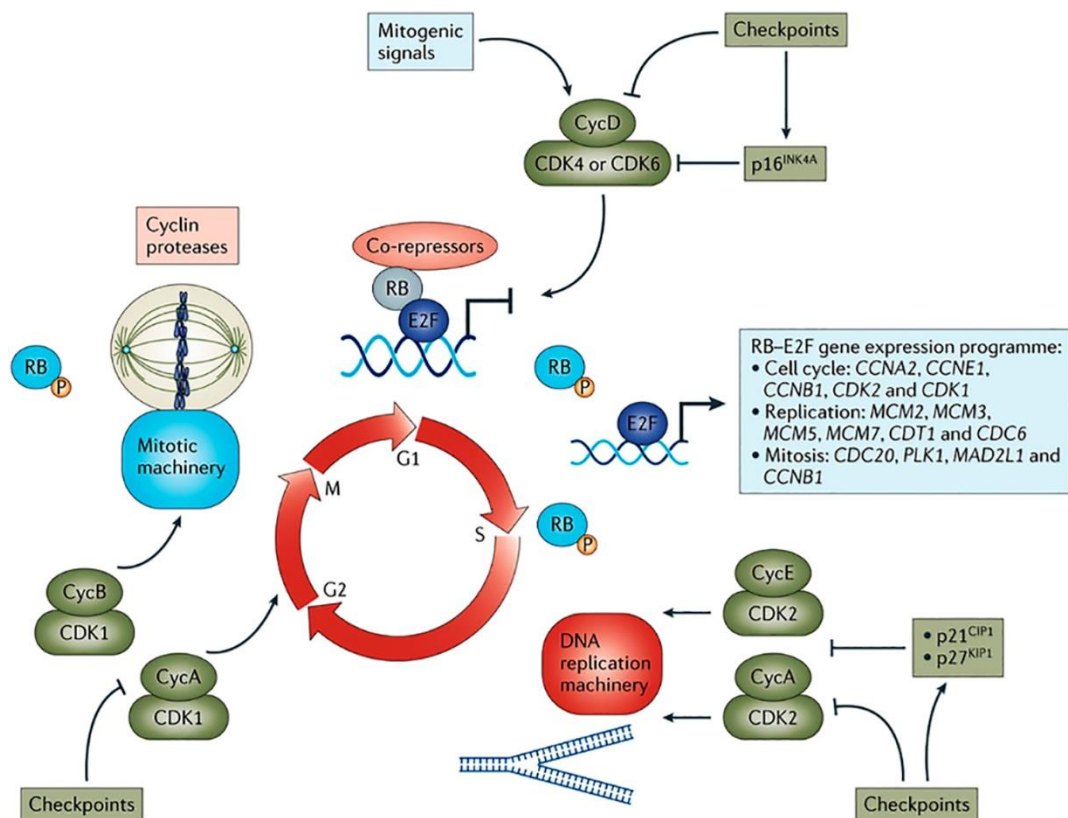 Mitogenic
signals
Checkpoints
CycD
CDK4 or CDK6
p16INK4A
Cyclin
proteases
Co-repressors
RB
E2F
RB
P
Mitotic
machinery
RB
P
E2F
RB–E2F gene expression programme:
• Cell cycle: CCNA2, CCNE1,
CCNB1, CDK2 and CDK1
• Replication: MCM2, MCM3,
MCM5, MCM7, CDT1 and CDC6
• Mitosis: CDC20, PLK1, MAD2L1 and
CCNB1
G1
M
S
G2
RB
P
CycB
CDK1
CycA
CDK1
Checkpoints
DNA
replication
machinery
CycE
CDK2
CycA
CDK2
• p21CIP1
• p27KIP1
Checkpoints